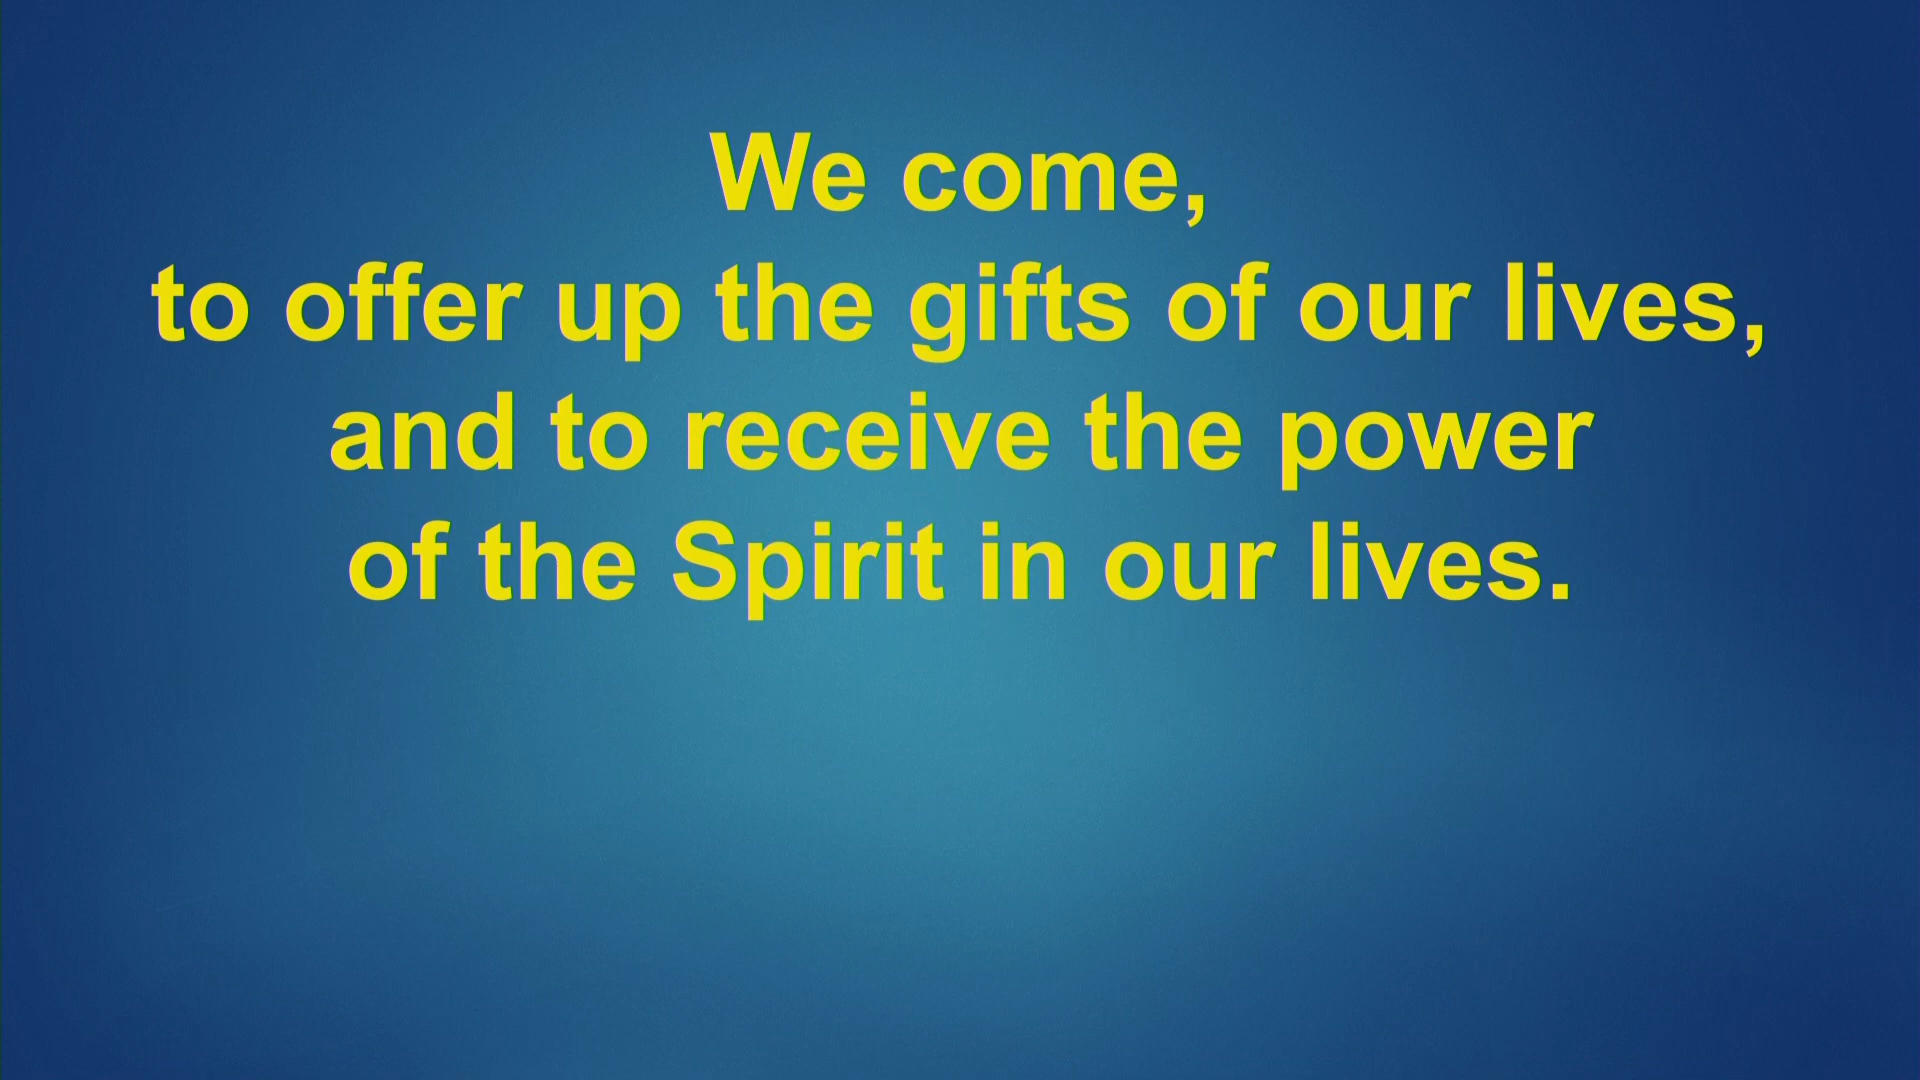 We come,
to offer up the gifts of our lives,
and to receive the power
of the Spirit in our lives.